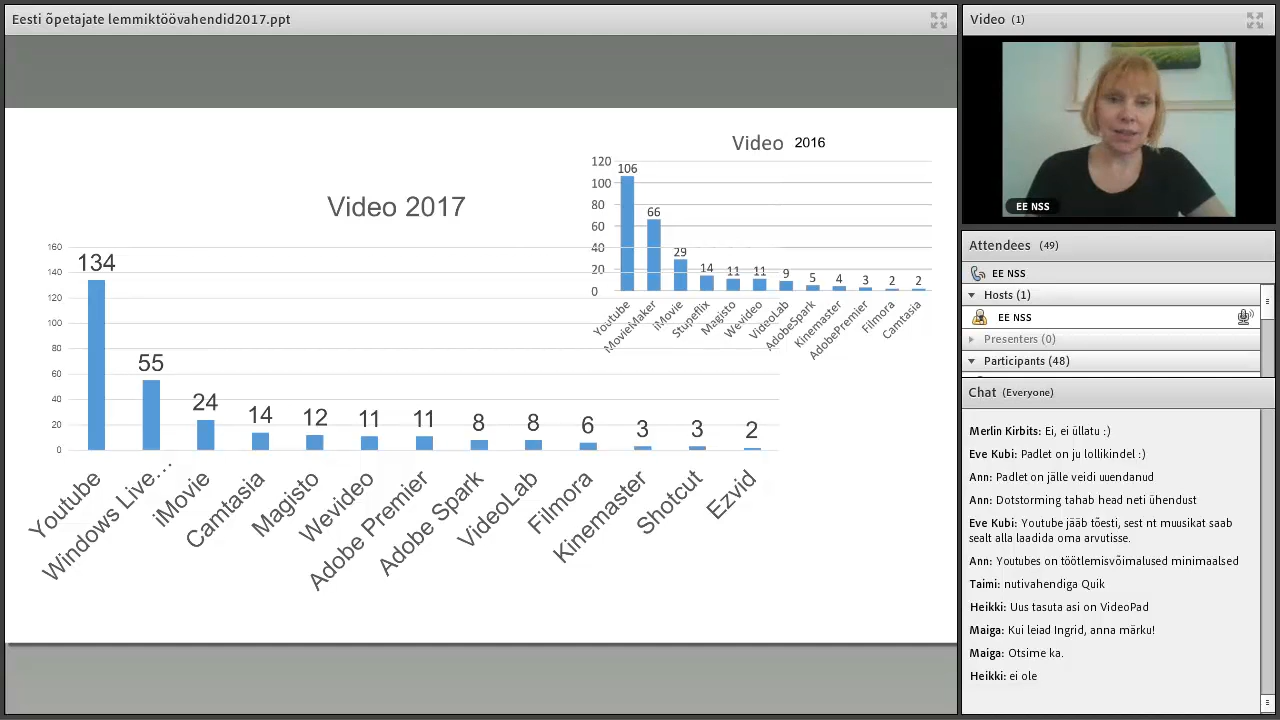 Eesti õpetajate lemmiktöövahendid2017.ppt
Video 2017
160
140
120
100
80
60
40
20
0
134
55
24
14
12
11
11
8
8
6
3
3
2
Youtube
Windows Live...
iMovie
Camtasia
Magisto
Wevideo
Adobe Premier
Adobe Spark
VideoLab
Filmora
Kinemaster
Shotcut
Ezvid
Video 2016
120
100
80
60
40
20
0
106
66
29
14
11
11
9
5
4
3
2
2
Youtube
MovieMaker
iMovie
Stupeflix
Magisto
Wevideo
VideoLab
AdobeSpark
Kinemaster
AdobePremier
Filmora
Camtasia
Video (1)
EE NSS
Attendees (49)
EE NSS
Hosts (1)
EE NSS
Presenters (0)
Participants (48)
Chat (Everyone)
Merlin Kirbits: Ei, ei üllatu :)
Eve Kubi: Padlet on ju lollikindel :)
Ann: Padlet on jälle veidi uuendanud
Ann: Dotstorming tahab head neti ühendust
Eve Kubi: Youtube jääb tõesti, sest nt muusikat saab
sealt alla laadida oma arvutisse.
Ann: Youtubes on töötlemisvõimalused minimaalsed
Taimi: nutivahendiga Quik
Heikki: Uus tasuta asi on VideoPad
Maiga: Kui leiad Ingrid, anna märku!
Maiga: Otsime ka.
Heikki: ei ole